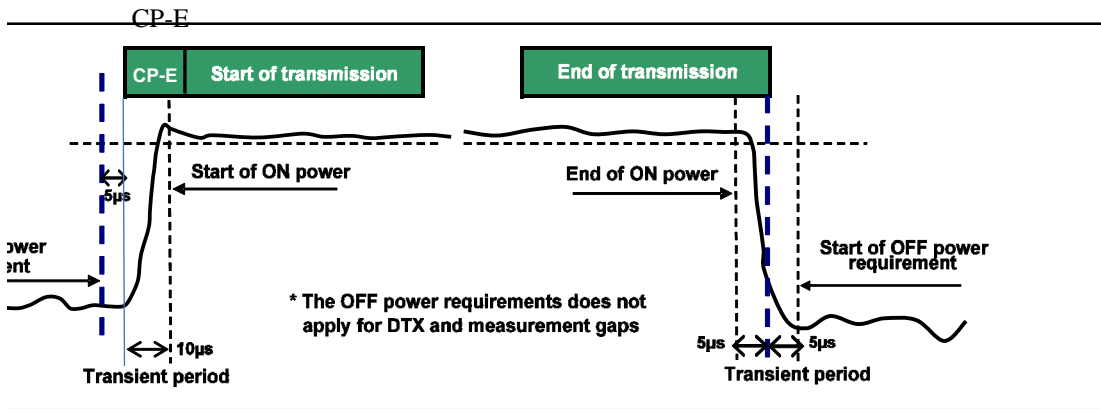 CP-E
CP-E
Start of transmission
End of transmission
5µs
Start of ON power
End of ON power
Start of OFF power
requirement
* The OFF power requirements does not
apply for DTX and measurement gaps
10µs
Transient period
5µs
5µs
Transient period